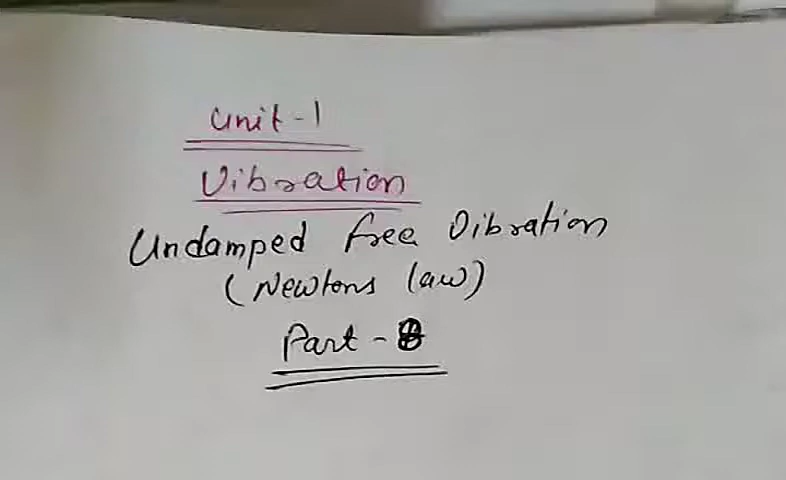 Unit-1
Vibration
Undamped free Vibration
(Newtons law)
Part -